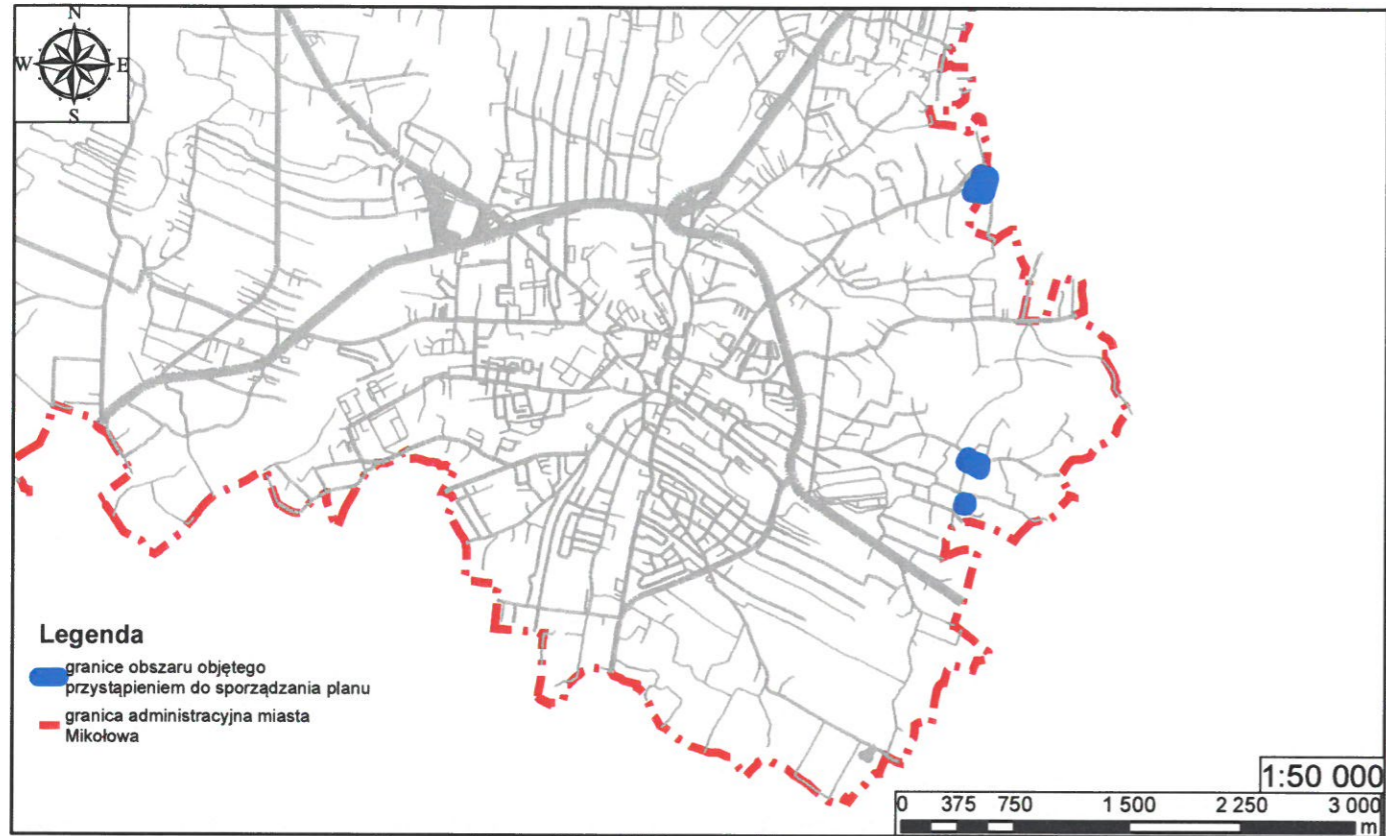 N
W E
S
Legenda
granice obszaru objętego
przystąpieniem do sporządzania planu
granica administracyjna miasta
Mikołowa
1:50 000
0 375 750 1 500 2 250 3 000
m